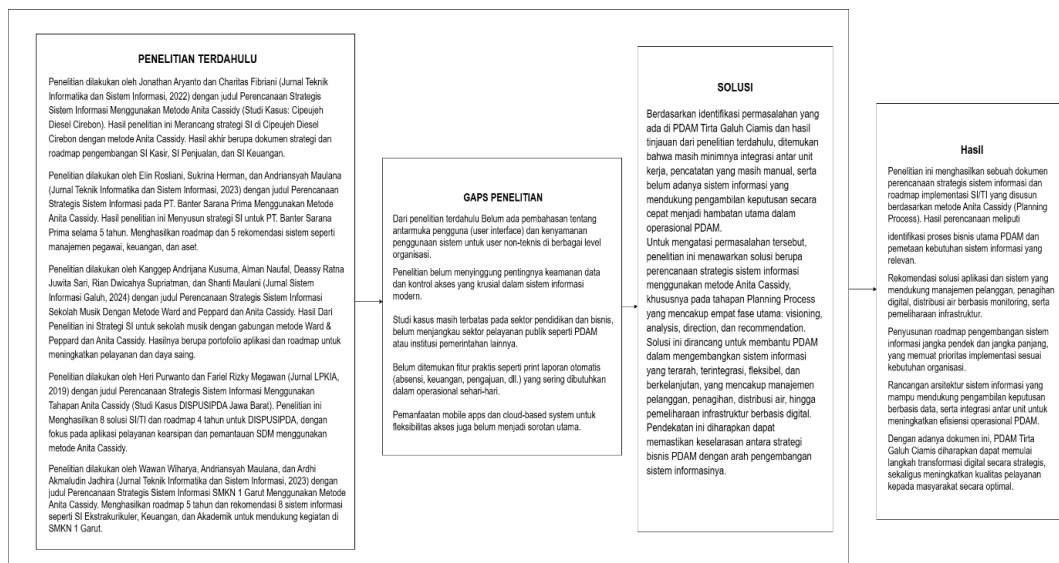 PENELITIAN TERDAHULU
Penelitian dilakukan oleh Jonathan Aryanto dan Charitas Fibriani (Jurnal Teknik
Informatika dan Sistem Informasi, 2022) dengan judul Perencanaan Strategis
Sistem Informasi Menggunakan Metode Anita Cassidy (Studi Kasus: Cipeujeh
Diesel Cirebon). Hasil penelitian ini Merancang strategi SI di Cipeujeh Diesel
Cirebon dengan metode Anita Cassidy. Hasil akhir berupa dokumen strategi dan
roadmap pengembangan SI Kasir, SI Penjualan, dan SI Keuangan.
Penelitian dilakukan oleh Elin Rosliani, Sukrina Herman, dan Andriansyah Maulana
(Jurnal Teknik Informatika dan Sistem Informasi, 2023) dengan judul Perencanaan
Strategis Sistem Informasi pada PT. Banter Sarana Prima Menggunakan Metode
Anita Cassidy. Hasil penelitian ini Menyusun strategi SI untuk PT. Banter Sarana
Prima selama 5 tahun. Menghasilkan roadmap dan 5 rekomendasi sistem seperti
manajemen pegawai, keuangan, dan aset.
Penelitian dilakukan oleh Kanggep Andrijana Kusuma, Alman Naufal, Deassy Ratna
Juwita Sari, Rian Dwicahya Supriatman, dan Shanti Maulani (Jurnal Sistem
Informasi Galuh, 2024) dengan judul Perencanaan Strategis Sistem Informasi
Sekolah Musik Dengan Metode Ward and Peppard dan Anita Cassidy. Hasil Dari
Penelitian ini Strategi SI untuk sekolah musik dengan gabungan metode Ward &
Peppard dan Anita Cassidy. Hasilnya berupa portofolio aplikasi dan roadmap untuk
meningkatkan pelayanan dan daya saing.
Penelitian dilakukan oleh Heri Purwanto dan Fariel Rizky Megawan (Jurnal LPKIA,
2019) dengan judul Perencanaan Strategis Sistem Informasi Menggunakan
Tahapan Anita Cassidy (Studi Kasus DISPUSIPDA Jawa Barat). Penelitian ini
Menghasilkan 8 solusi SI/TI dan roadmap 4 tahun untuk DISPUSIPDA, dengan
fokus pada aplikasi pelayanan kearsipan dan pemantauan SDM menggunakan
metode Anita Cassidy.
Penelitian dilakukan oleh Wawan Wiharya, Andriansyah Maulana, dan Ardhi
Akmaludin Jadhira (Jurnal Teknik Informatika dan Sistem Informasi, 2023) dengan
judul Perencanaan Strategis Sistem Informasi SMKN 1 Garut Menggunakan Metode
Anita Cassidy. Menghasilkan roadmap 5 tahun dan rekomendasi 8 sistem informasi
seperti SI Ekstrakurikuler, Keuangan, dan Akademik untuk mendukung kegiatan di
SMKN 1 Garut.
GAPS PENELITIAN
Dari penelitian terdahulu Belum ada pembahasan tentang
antarmuka pengguna (user interface) dan kenyamanan
penggunaan sistem untuk user non-teknis di berbagai level
organisasi.
Penelitian belum menyinggung pentingnya keamanan data
dan kontrol akses yang krusial dalam sistem informasi
modern.
Studi kasus masih terbatas pada sektor pendidikan dan bisnis,
belum menjangkau sektor pelayanan publik seperti PDAM
atau institusi pemerintahan lainnya.
Belum ditemukan fitur praktis seperti print laporan otomatis
(absensi, keuangan, pengajuan, dll.) yang sering dibutuhkan
dalam operasional sehari-hari.
Pemanfaatan mobile apps dan cloud-based system untuk
fleksibilitas akses juga belum menjadi sorotan utama.
SOLUSI
Berdasarkan identifikasi permasalahan yang
ada di PDAM Tirta Galuh Ciamis dan hasil
tinjauan dari penelitian terdahulu, ditemukan
bahwa masih minimnya integrasi antar unit
kerja, pencatatan yang masih manual, serta
belum adanya sistem informasi yang
mendukung pengambilan keputusan secara
cepat menjadi hambatan utama dalam
operasional PDAM.
Untuk mengatasi permasalahan tersebut,
penelitian ini menawarkan solusi berupa
perencanaan strategis sistem informasi
menggunakan metode Anita Cassidy,
khususnya pada tahapan Planning Process
yang mencakup empat fase utama: visioning,
analysis, direction, dan recommendation.
Solusi ini dirancang untuk membantu PDAM
dalam mengembangkan sistem informasi
yang terarah, terintegrasi, fleksibel, dan
berkelanjutan, yang mencakup manajemen
pelanggan, penagihan, distribusi air, hingga
pemeliharaan infrastruktur berbasis digital.
Pendekatan ini diharapkan dapat
memastikan keselarasan antara strategi
bisnis PDAM dengan arah pengembangan
sistem informasinya.
Hasil
Penelitian ini menghasilkan sebuah dokumen
perencanaan strategis sistem informasi dan
roadmap implementasi SI/TI yang disusun
berdasarkan metode Anita Cassidy (Planning
Process). Hasil perencanaan meliputi
identifikasi proses bisnis utama PDAM dan
pemetaan kebutuhan sistem informasi yang
relevan.
Rekomendasi solusi aplikasi dan sistem yang
mendukung manajemen pelanggan, penagihan
digital, distribusi air berbasis monitoring, serta
pemeliharaan infrastruktur.
Penyusunan roadmap pengembangan sistem
informasi jangka pendek dan jangka panjang,
yang memuat prioritas implementasi sesuai
kebutuhan organisasi.
Rancangan arsitektur sistem informasi yang
mampu mendukung pengambilan keputusan
berbasis data, serta integrasi antar unit untuk
meningkatkan efisiensi operasional PDAM.
Dengan adanya dokumen ini, PDAM Tirta
Galuh Ciamis diharapkan dapat memulai
langkah transformasi digital secara strategis,
sekaligus meningkatkan kualitas pelayanan
kepada masyarakat secara optimal.